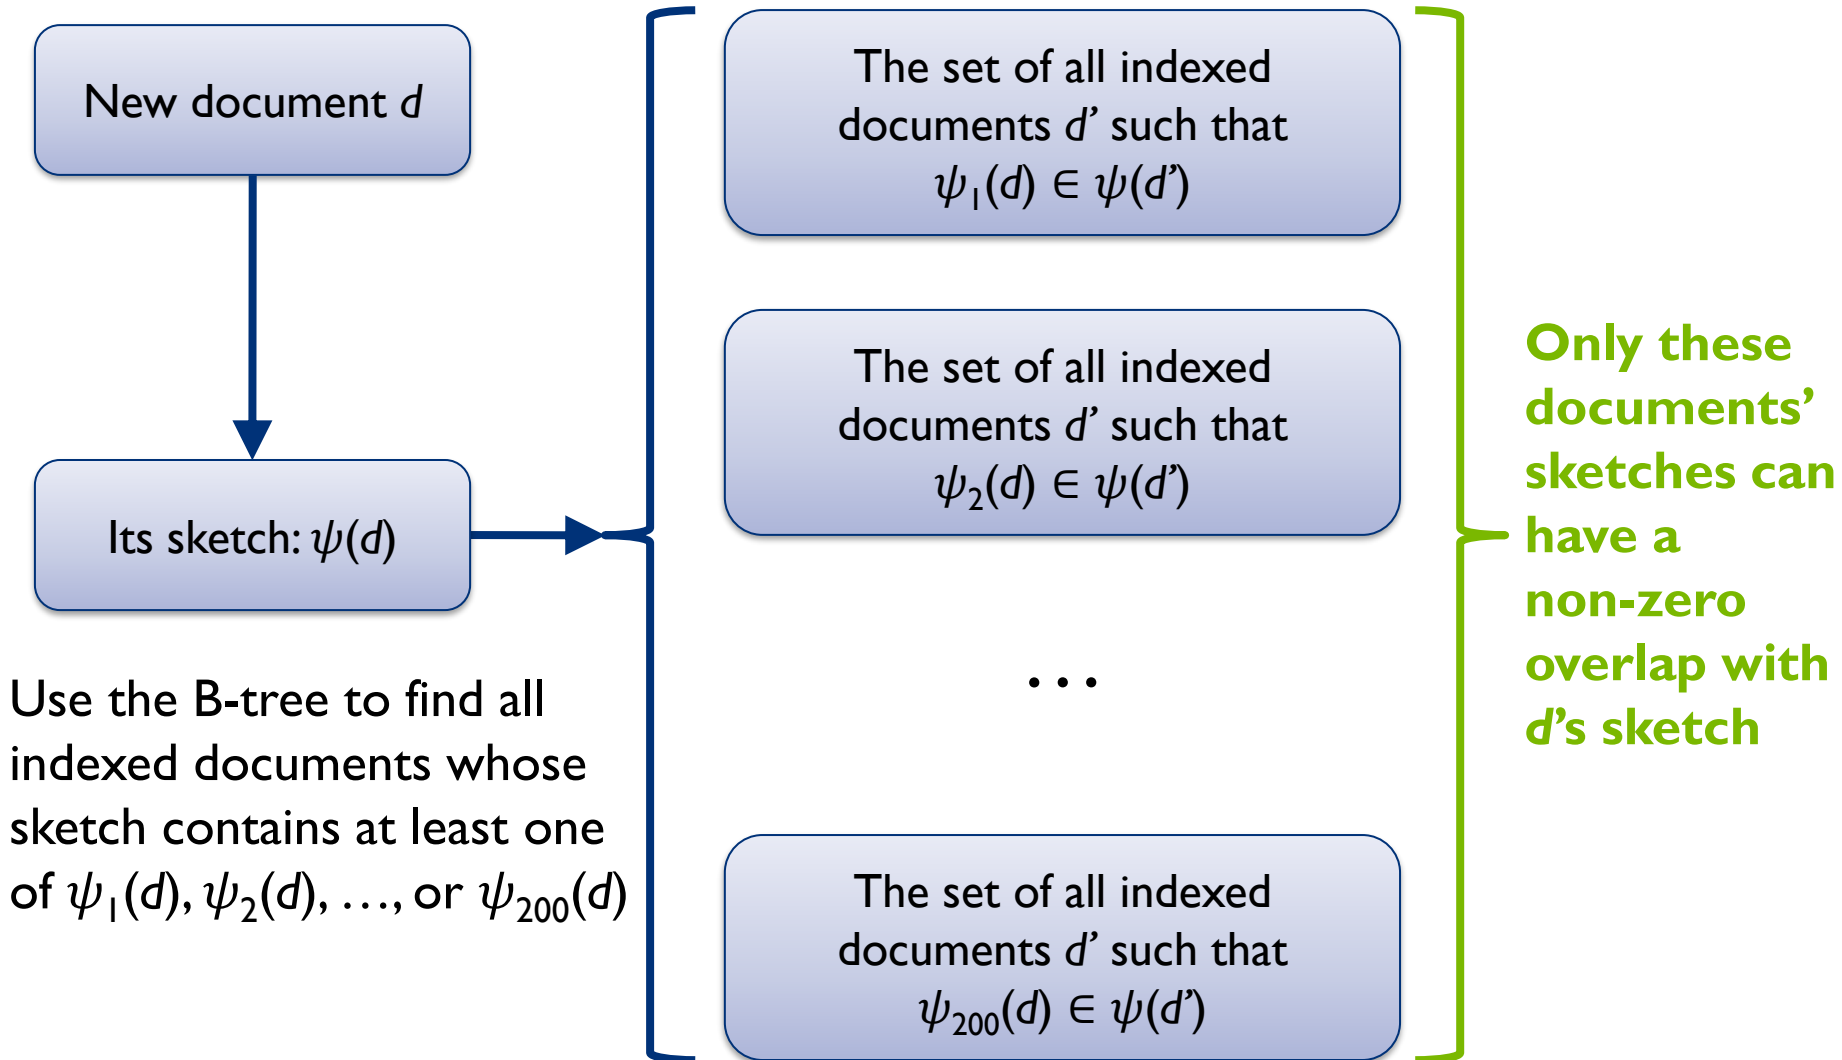 New document d
Its sketch: ψ(d)
Use the B-tree to find all
indexed documents whose
sketch contains at least one
of ψ₁(d), ψ₂(d), …, or ψ₂₀₀(d)
The set of all indexed
documents d’ such that
ψ₁(d) ∈ ψ(d’)
The set of all indexed
documents d’ such that
ψ₂(d) ∈ ψ(d’)
…
The set of all indexed
documents d’ such that
ψ₂₀₀(d) ∈ ψ(d’)
Only these
documents’
sketches can
have a
non-zero
overlap with
d’s sketch